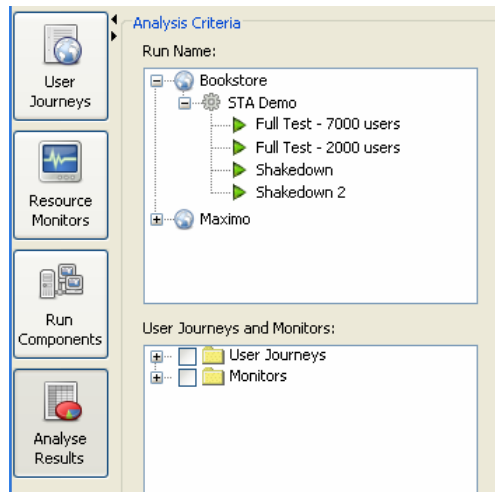 User
Journeys
Resource
Monitors
Run
Components
Analyse
Results
Analysis Criteria
Run Name:
Bookstore
STA Demo
Full Test - 7000 users
Full Test - 2000 users
Shakedown
Shakedown 2
Maximo
User Journeys and Monitors:
User Journeys
Monitors